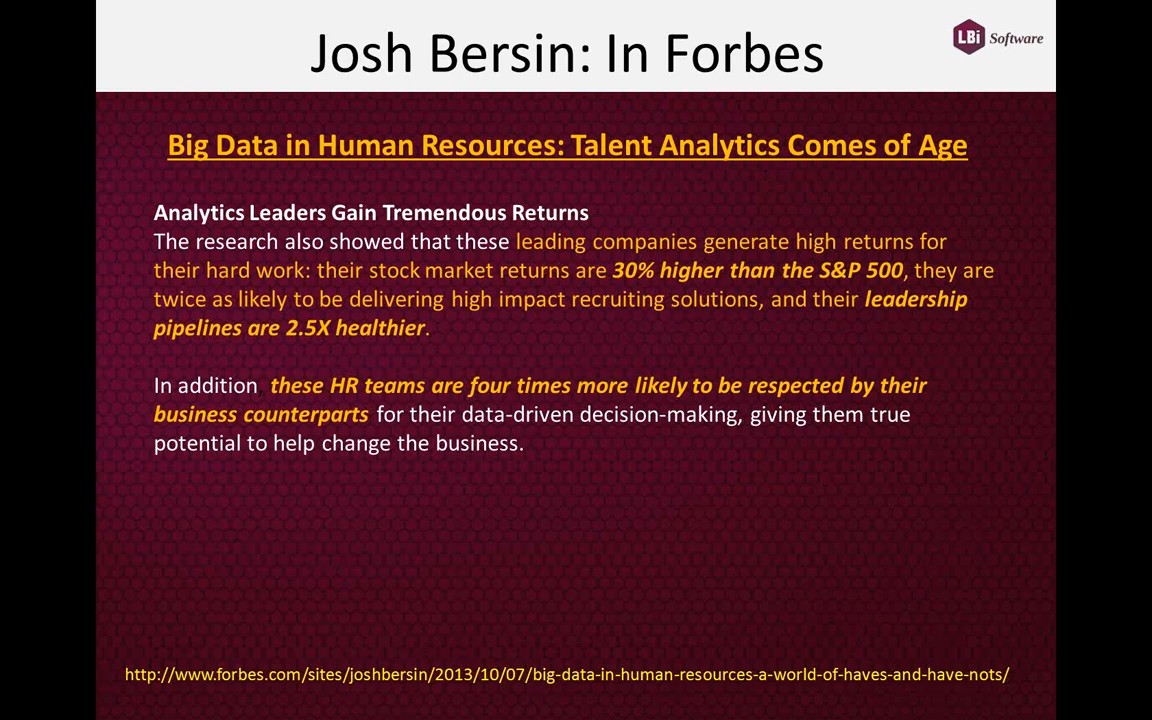 Josh Bersin: In Forbes
LBi Software
Big Data in Human Resources: Talent Analytics Comes of Age
Analytics Leaders Gain Tremendous Returns
The research also showed that these leading companies generate high returns for
their hard work: their stock market returns are 30% higher than the S&P 500, they are
twice as likely to be delivering high impact recruiting solutions, and their leadership
pipelines are 2.5X healthier.
In addition, these HR teams are four times more likely to be respected by their
business counterparts for their data-driven decision-making, giving them true
potential to help change the business.
http://www.forbes.com/sites/joshbersin/2013/10/07/big-data-in-human-resources-a-world-of-haves-and-have-nots/